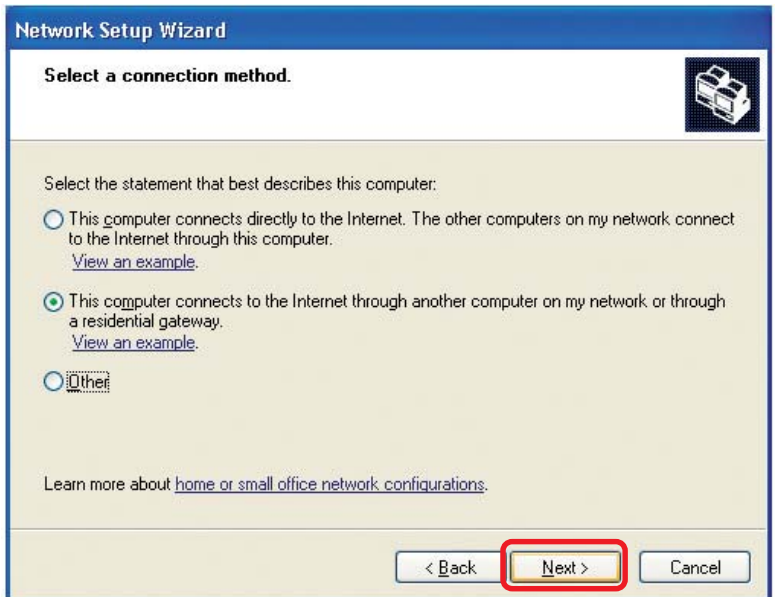 Network Setup Wizard
Select a connection method.
Select the statement that best describes this computer:
This computer connects directly to the Internet. The other computers on my network connect
to the Internet through this computer.
View an example.
This computer connects to the Internet through another computer on my network or through
a residential gateway.
View an example.
Other
Learn more about home or small office network configurations.
< Back Next > Cancel